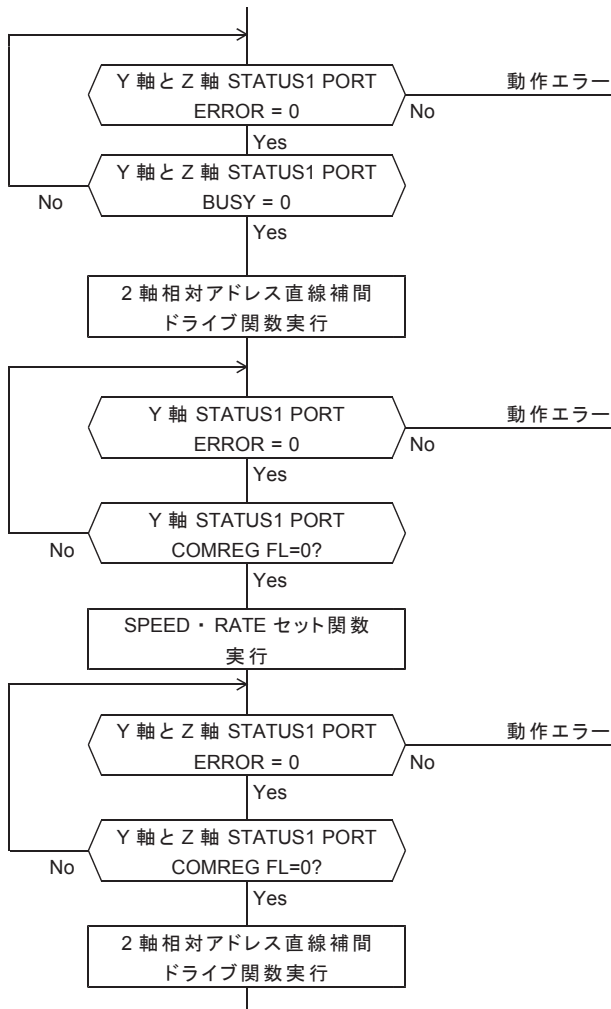 Y 軸と Z 軸 STATUS1 PORT
ERROR = 0
動作エラー
No
Yes
Y 軸と Z 軸 STATUS1 PORT
BUSY = 0
No
Yes
2 軸相対アドレス直線補間
ドライブ関数実行
Y 軸 STATUS1 PORT
ERROR = 0
動作エラー
No
Yes
Y 軸 STATUS1 PORT
COMREG FL=0?
No
Yes
SPEED・RATE セット関数
実行
Y 軸と Z 軸 STATUS1 PORT
ERROR = 0
動作エラー
No
Yes
Y 軸と Z 軸 STATUS1 PORT
COMREG FL=0?
No
Yes
2 軸相対アドレス直線補間
ドライブ関数実行